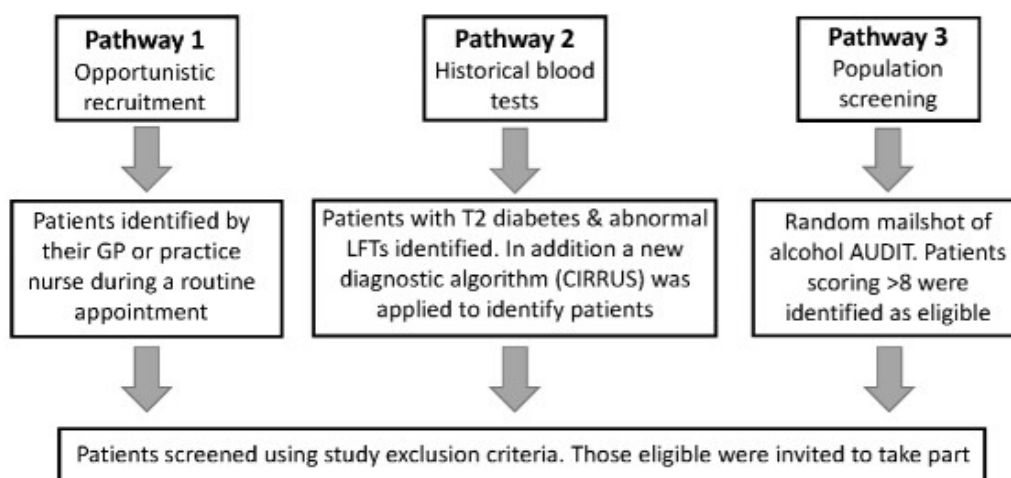 Pathway 1
Opportunistic
recruitment
Pathway 2
Historical blood
tests
Pathway 3
Population
screening
Patients identified by
their GP or practice
nurse during a routine
appointment
Patients with T2 diabetes & abnormal
LFTs identified. In addition a new
diagnostic algorithm (CIRRUS) was
applied to identify patients
Random mailshot of
alcohol AUDIT. Patients
scoring >8 were
identified as eligible
Patients screened using study exclusion criteria. Those eligible were invited to take part